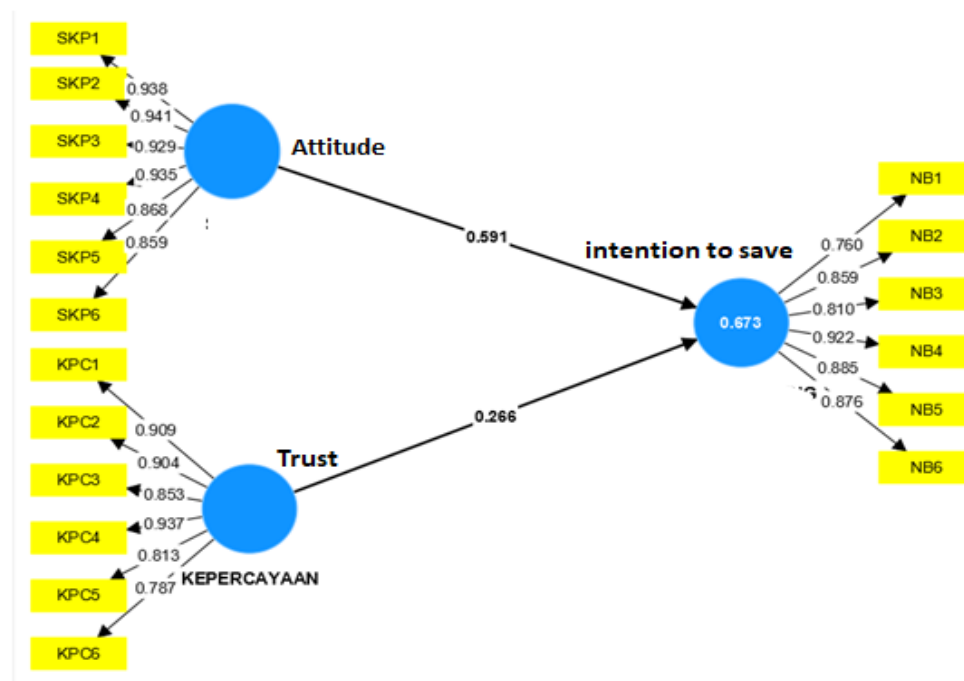 SKP1
SKP2
SKP3
SKP4
SKP5
SKP6
0.938
0.941
0.929
0.935
0.868
0.859
Attitude
:
0.591
KPC1
KPC2
KPC3
KPC4
KPC5
KPC6
0.909
0.904
0.853
0.937
0.813
0.787
Trust
KEPERCAYAAN
0.266
intention to save
0.673
0.760
0.859
0.810
0.922
0.885
0.876
NB1
NB2
NB3
NB4
NB5
NB6